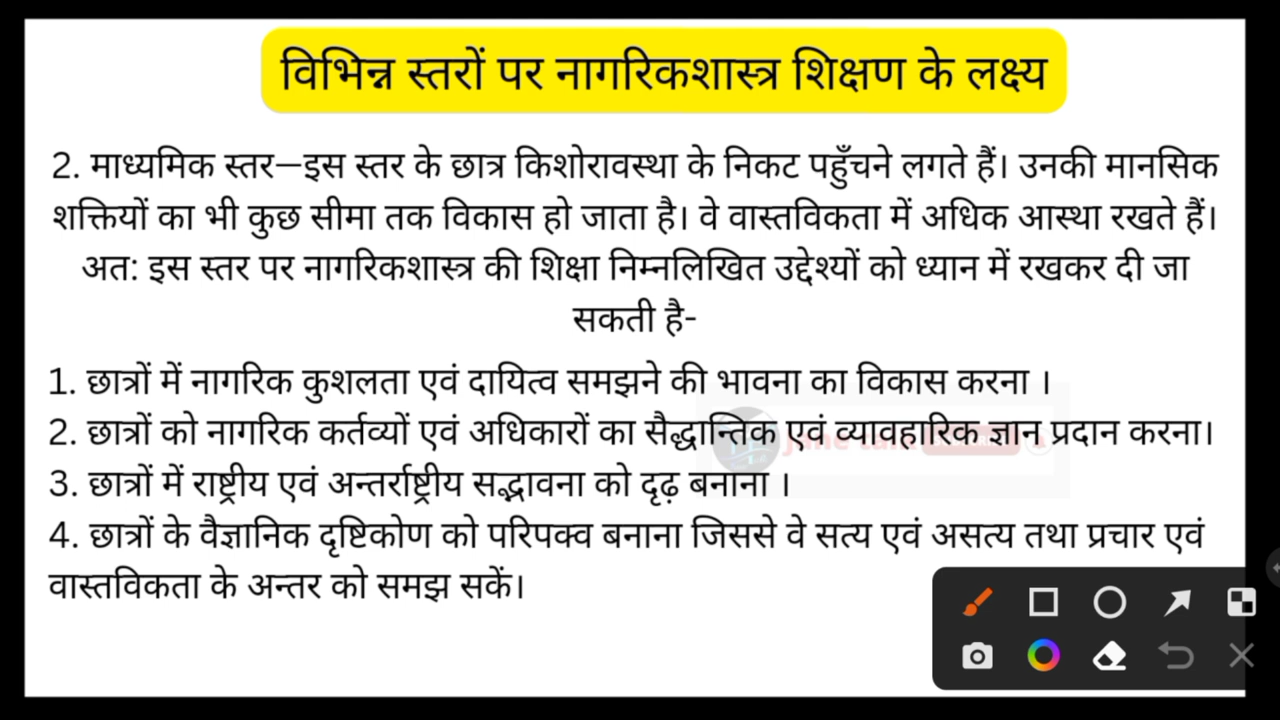 विभिन्न स्तरों पर नागरिकशास्त्र शिक्षण के लक्ष्य
2. माध्यमिक स्तर—इस स्तर के छात्र किशोरावस्था के निकट पहुँचने लगते हैं। उनकी मानसिक
शक्तियों का भी कुछ सीमा तक विकास हो जाता है। वे वास्तविकता में अधिक आस्था रखते हैं।
अत: इस स्तर पर नागरिकशास्त्र की शिक्षा निम्नलिखित उद्देश्यों को ध्यान में रखकर दी जा
सकती है-
1. छात्रों में नागरिक कुशलता एवं दायित्व समझने की भावना का विकास करना ।
2. छात्रों को नागरिक कर्तव्यों एवं अधिकारों का सैद्धान्तिक एवं व्यावहारिक ज्ञान प्रदान करना।
3. छात्रों में राष्ट्रीय एवं अन्तर्राष्ट्रीय सद्भावना को दृढ़ बनाना ।
4. छात्रों के वैज्ञानिक दृष्टिकोण को परिपक्व बनाना जिससे वे सत्य एवं असत्य तथा प्रचार एवं
वास्तविकता के अन्तर को समझ सकें।